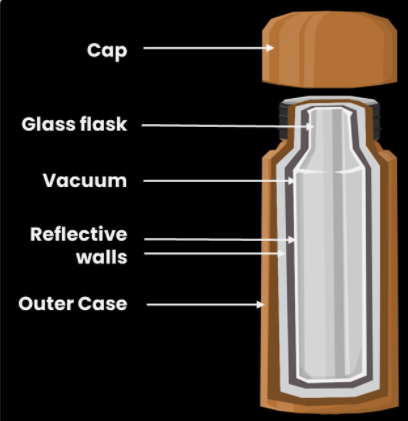 Cap
Glass flask
Vacuum
Reflective
walls
Outer Case